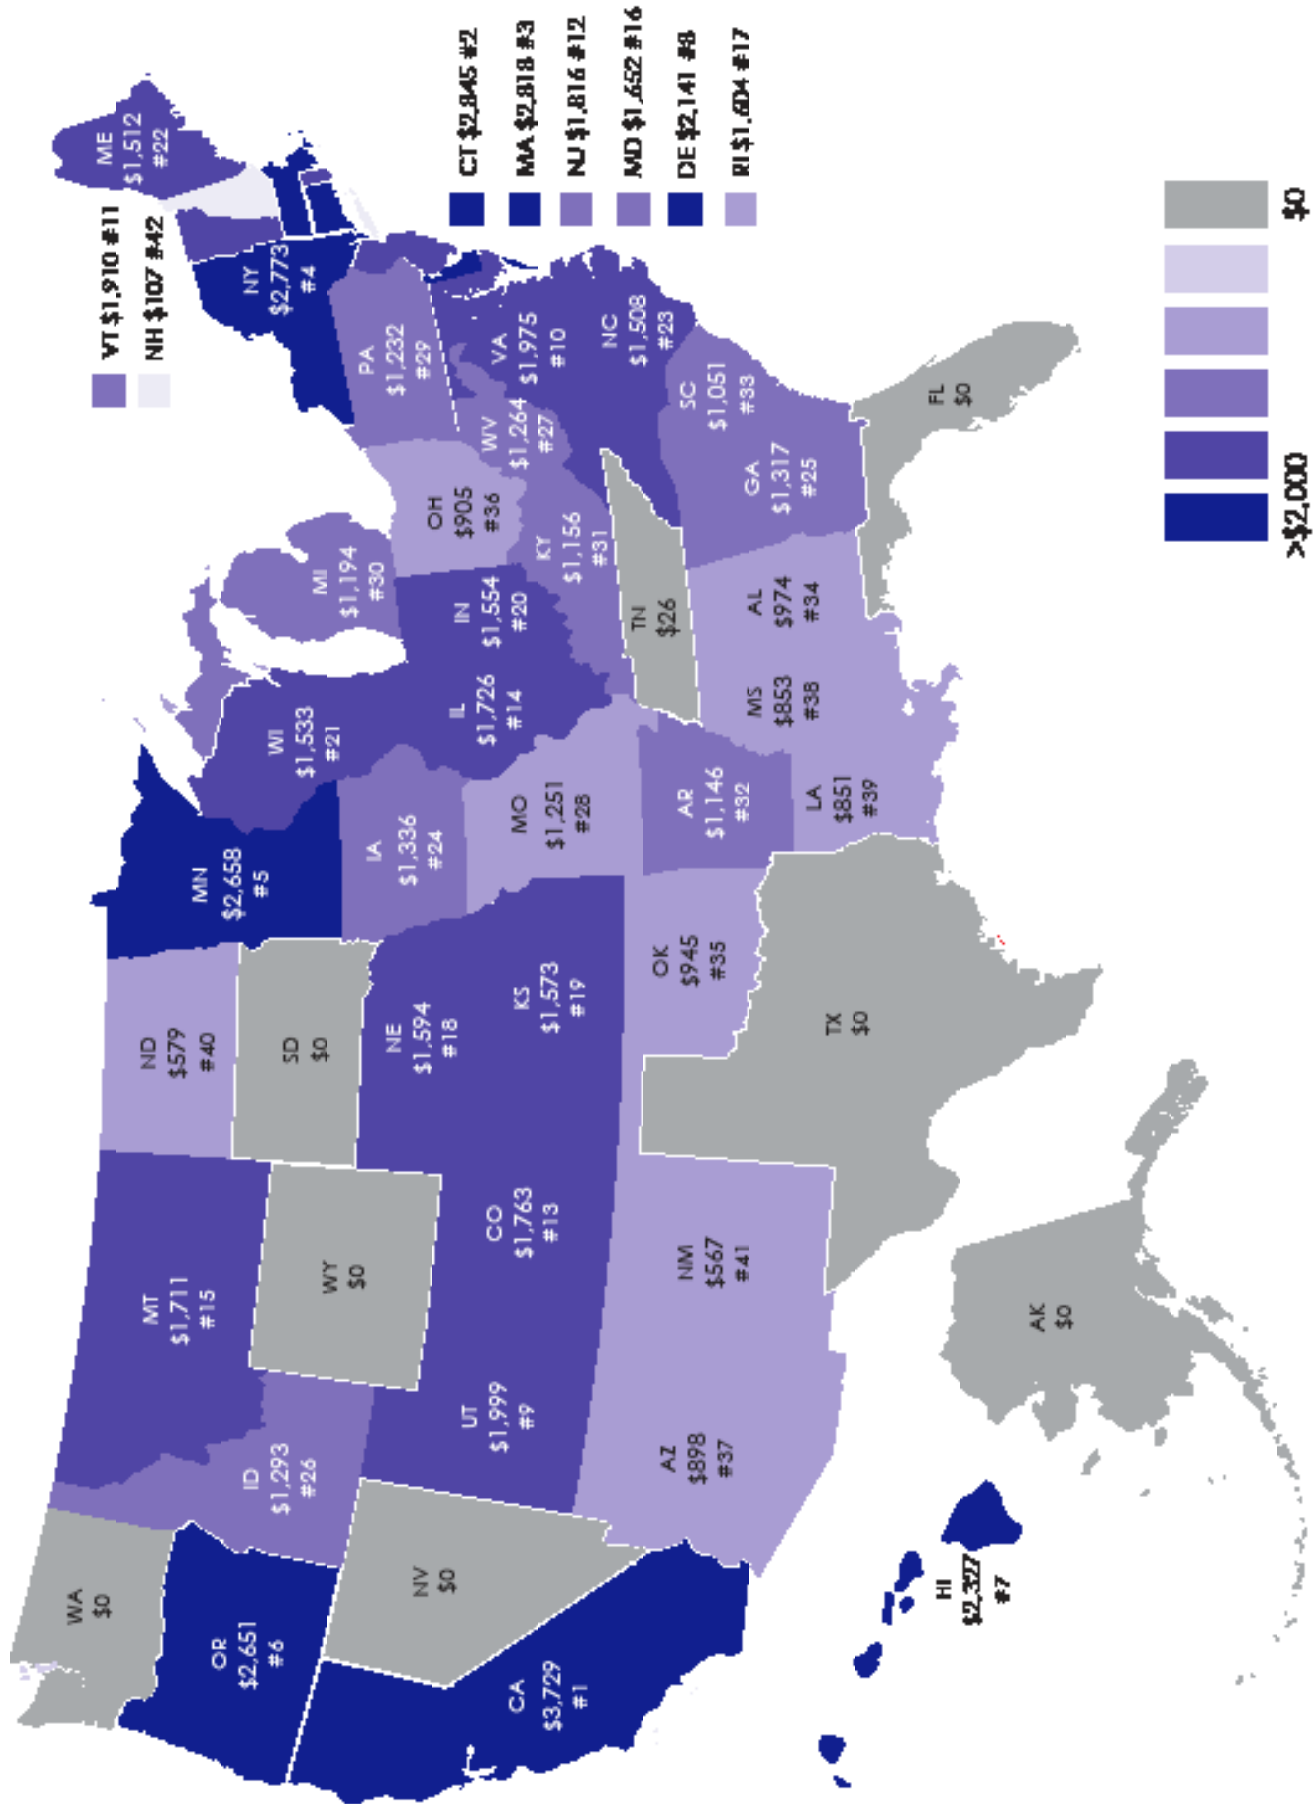 WA
$0
OR
$2,651
#6
CA
$3,729
#1
NV
$0
ID
$1,293
#26
MT
$1,711
#15
WY
$0
UT
$1,999
#9
AZ
$898
#37
CO
$1,763
#13
NM
$567
#41
ND
$579
#40
SD
$0
NE
$1,594
#18
KS
$1,573
#19
OK
$945
#35
TX
$0
MN
$2,658
#5
IA
$1,336
#24
MO
$1,251
#28
AR
$1,146
#32
LA
$851
#39
WI
$1,533
#21
IL
$1,726
#14
MS
$853
#38
MI
$1,194
#30
IN
$1,554
#20
KY
$1,156
#31
TN
$26
AL
$974
#34
OH
$905
#36
WV
$1,264
#27
GA
$1,317
#25
FL
$0
PA
$1,232
#29
VA
$1,975
#10
NC
$1,508
#23
SC
$1,051
#33
NY
$2,773
#4
ME
$1,512
#22
VT $1,910 #11
NH $107 #42
CT $2,845 #2
MA $2,818 #3
NJ $1,816 #12
MD $1,652 #16
DE $2,141 #8
RI $1,604 #17
AK
$0
HI
$2,327
#7
>$2,000
$0